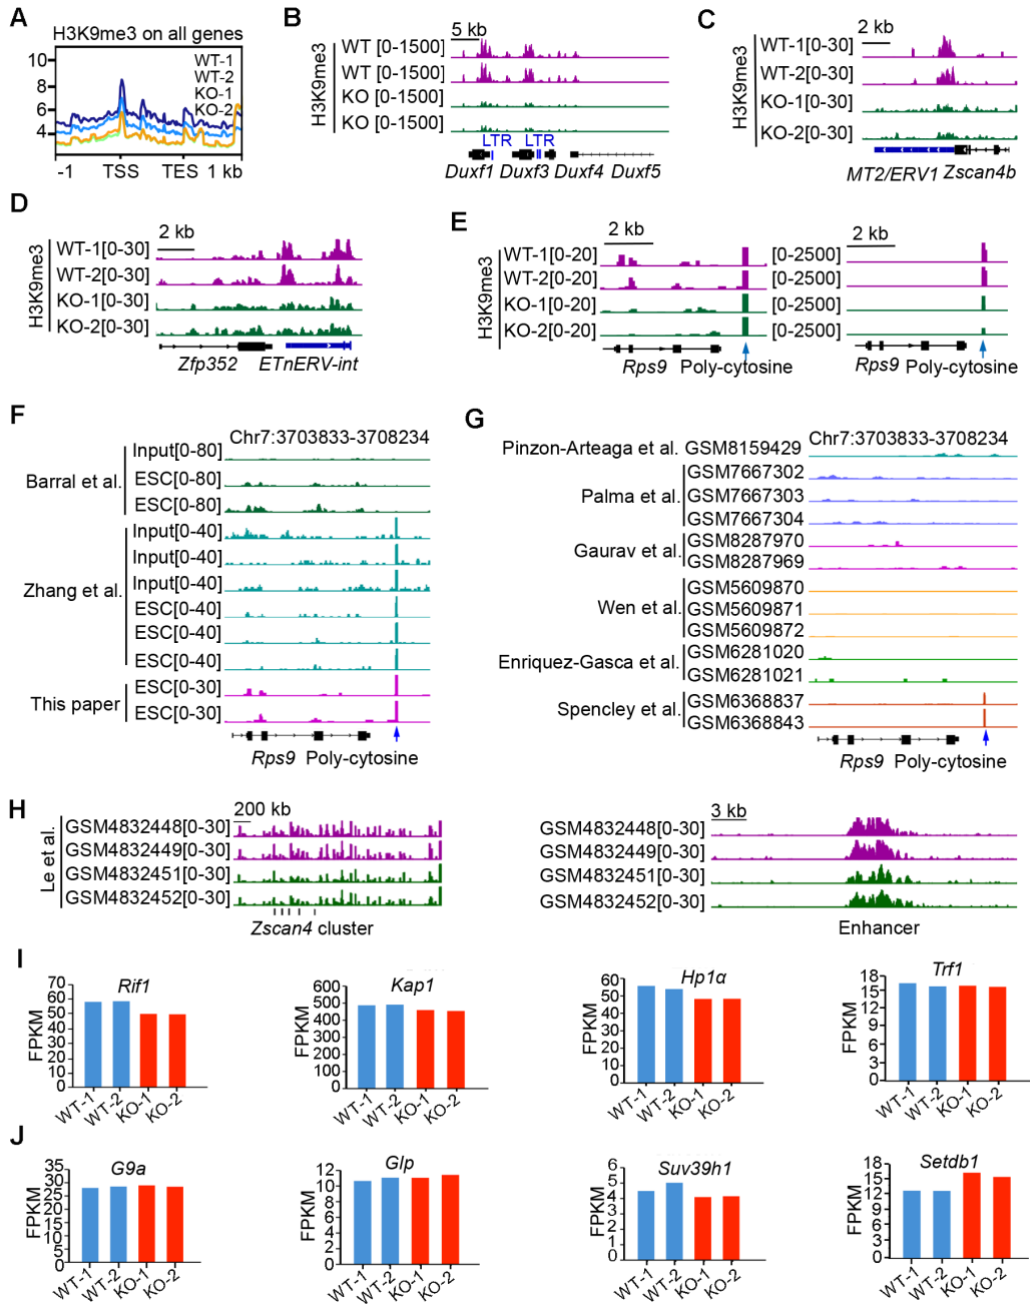 A
H3K9me3 on all genes
10
8
6
4
WT-1
WT-2
KO-1
KO-2
-1 TSS TES 1 kb
B
5 kb
H3K9me3
WT [0-1500]
WT [0-1500]
KO [0-1500]
KO [0-1500]
LTR LTR
Duxf1 Duxf3 Duxf4 Duxf5
C
2 kb
H3K9me3
WT-1[0-30]
WT-2[0-30]
KO-1[0-30]
KO-2[0-30]
MT2/ERV1 Zscan4b
D
2 kb
H3K9me3
WT-1[0-30]
WT-2[0-30]
KO-1[0-30]
KO-2[0-30]
Zfp352 ETnERV-int
E
2 kb 2 kb
H3K9me3
WT-1[0-20] [0-2500]
WT-2[0-20] [0-2500]
KO-1[0-20] [0-2500]
KO-2[0-20] [0-2500]
Rps9 Poly-cytosine Rps9 Poly-cytosine
F
Chr7:3703833-3708234
Barral et al.
Input[0-80]
ESC[0-80]
ESC[0-80]
Zhang et al.
Input[0-40]
Input[0-40]
Input[0-40]
ESC[0-40]
ESC[0-40]
ESC[0-40]
This paper
ESC[0-30]
ESC[0-30]
Rps9 Poly-cytosine
G
Chr7:3703833-3708234
Pinzon-Arteaga et al. GSM8159429
Palma et al.
GSM7667302
GSM7667303
GSM7667304
Gaurav et al.
GSM8287970
GSM8287969
Wen et al.
GSM5609870
GSM5609871
GSM5609872
Enriquez-Gasca et al.
GSM6281020
GSM6281021
Spencley et al.
GSM6368837
GSM6368843
Rps9 Poly-cytosine
H
200 kb
Le et al.
GSM4832448[0-30]
GSM4832449[0-30]
GSM4832451[0-30]
GSM4832452[0-30]
Zscan4 cluster
3 kb
GSM4832448[0-30]
GSM4832449[0-30]
GSM4832451[0-30]
GSM4832452[0-30]
Enhancer
I
Rif1
FPKM
70
60
50
40
30
20
10
0
WT-1 WT-2 KO-1 KO-2
Kap1
FPKM
600
500
400
300
200
100
0
WT-1 WT-2 KO-1 KO-2
Hp1α
FPKM
60
50
40
30
20
10
0
WT-1 WT-2 KO-1 KO-2
Trf1
FPKM
18
15
12
9
6
3
0
WT-1 WT-2 KO-1 KO-2
J
G9a
FPKM
35
30
25
20
15
10
5
0
WT-1 WT-2 KO-1 KO-2
Glp
FPKM
12
10
8
6
4
2
0
WT-1 WT-2 KO-1 KO-2
Suv39h1
FPKM
6
5
4
3
2
1
0
WT-1 WT-2 KO-1 KO-2
Setdb1
FPKM
18
15
12
9
6
3
0
WT-1 WT-2 KO-1 KO-2